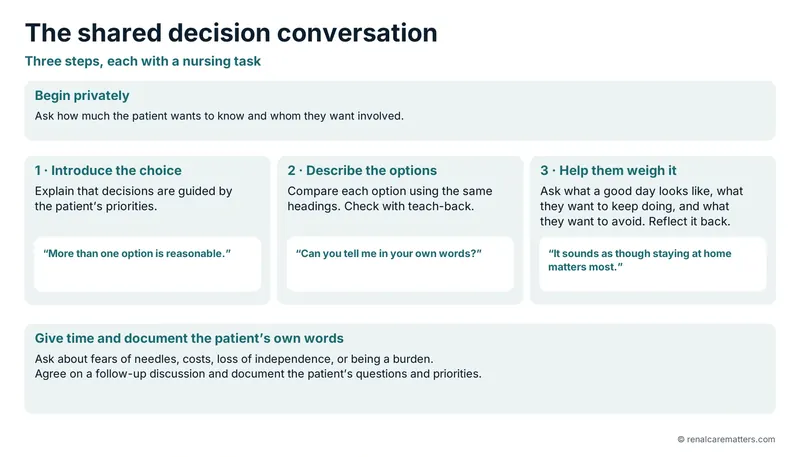 The shared decision conversation
Three steps, each with a nursing task
Begin privately
Ask how much the patient wants to know and whom they want involved.
1 · Introduce the choice
Explain that decisions are guided by
the patient’s priorities.
“More than one option is reasonable.”
2 · Describe the options
Compare each option using the same
headings. Check with teach-back.
“Can you tell me in your own words?”
3 · Help them weigh it
Ask what a good day looks like, what
they want to keep doing, and what
they want to avoid. Reflect it back.
“It sounds as though staying at home
matters most.”
Give time and document the patient’s own words
Ask about fears of needles, costs, loss of independence, or being a burden.
Agree on a follow-up discussion and document the patient’s questions and priorities.
© renalcarematters.com